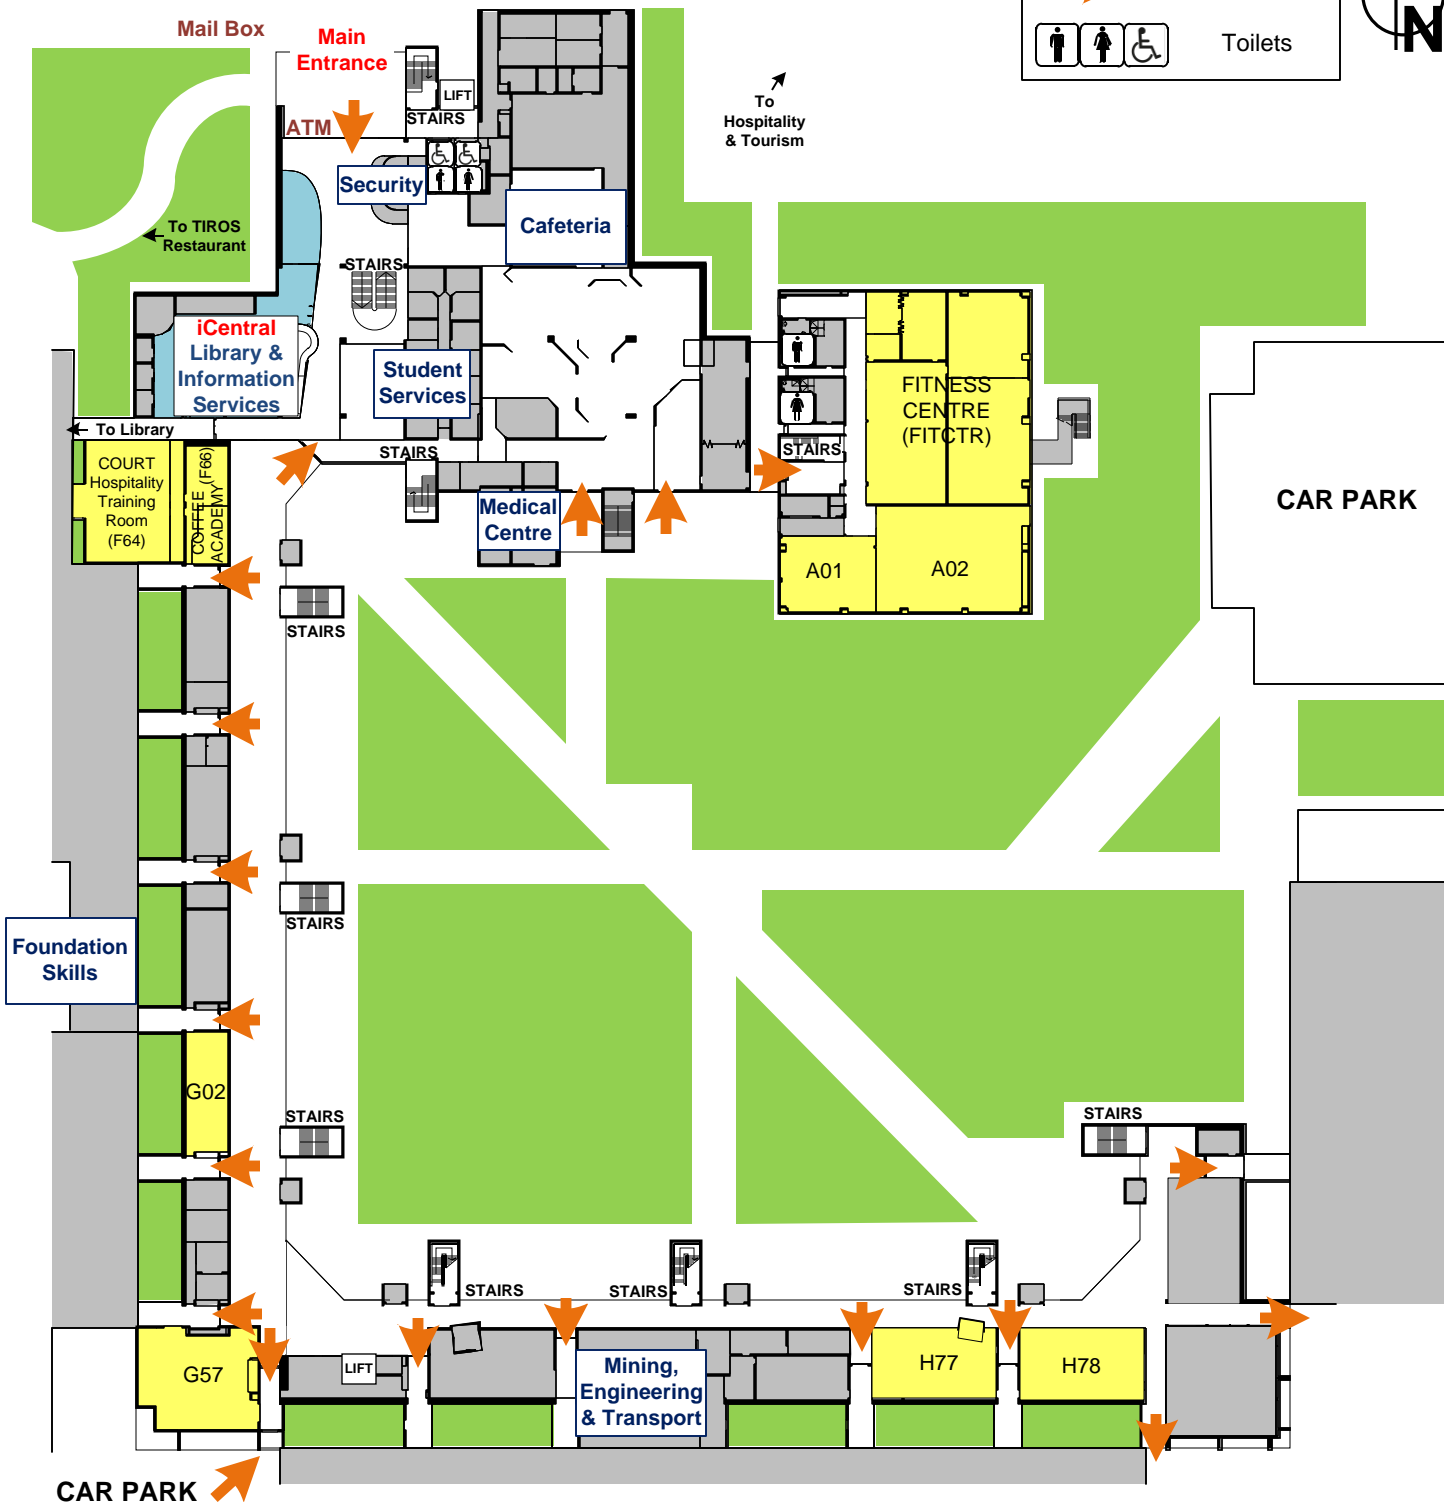 Mail Box
Main
Entrance
LIFT
STAIRS
ATM
Security
Cafeteria
To
Hospitality
& Tourism
Toilets
N
To TIROS
Restaurant
STAIRS
iCentral
Library &
Information
Services
Student
Services
To Library
STAIRS
STAIRS
FITNESS
CENTRE
(FITCTR)
CAR PARK
COURT
Hospitality
Training
Room
(F64)
COFFEE (F66)
ACADEMY
Medical
Centre
A01
A02
STAIRS
STAIRS
Foundation
Skills
G02
STAIRS
STAIRS
STAIRS
STAIRS
STAIRS
G57
LIFT
Mining,
Engineering
& Transport
H77
H78
CAR PARK